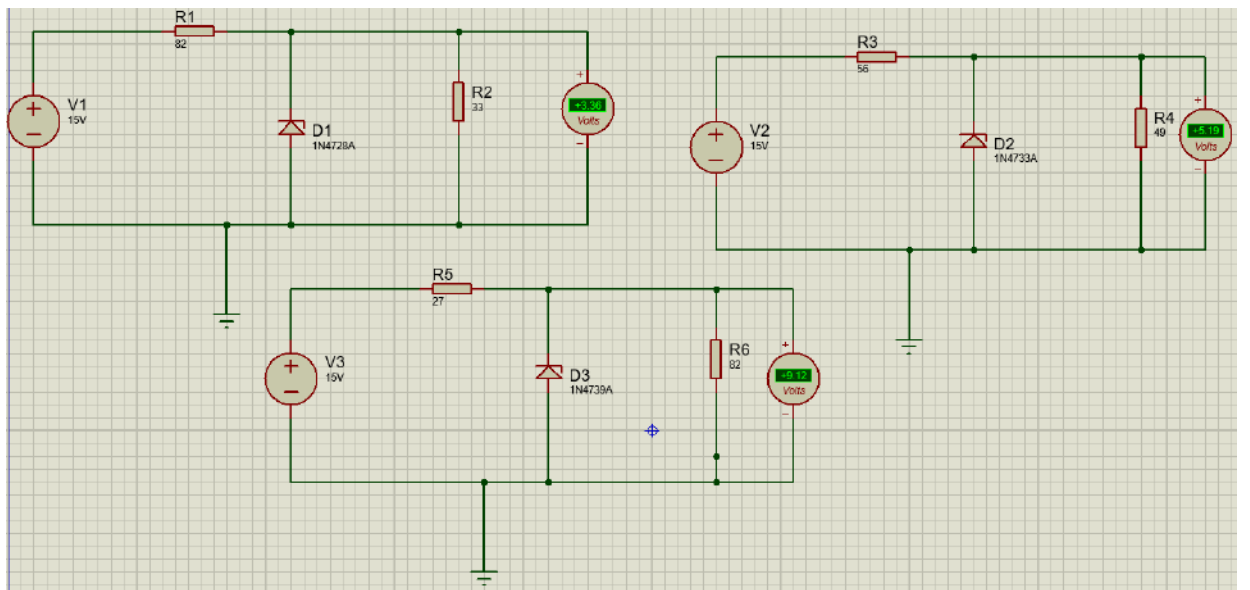 R1
82
V1
15V
D1
1N4728A
R2
33
+3.36
Volts
R3
56
V2
15V
D2
1N4733A
R4
49
+5.19
Volts
R5
27
V3
15V
D3
1N4739A
R6
82
+9.12
Volts